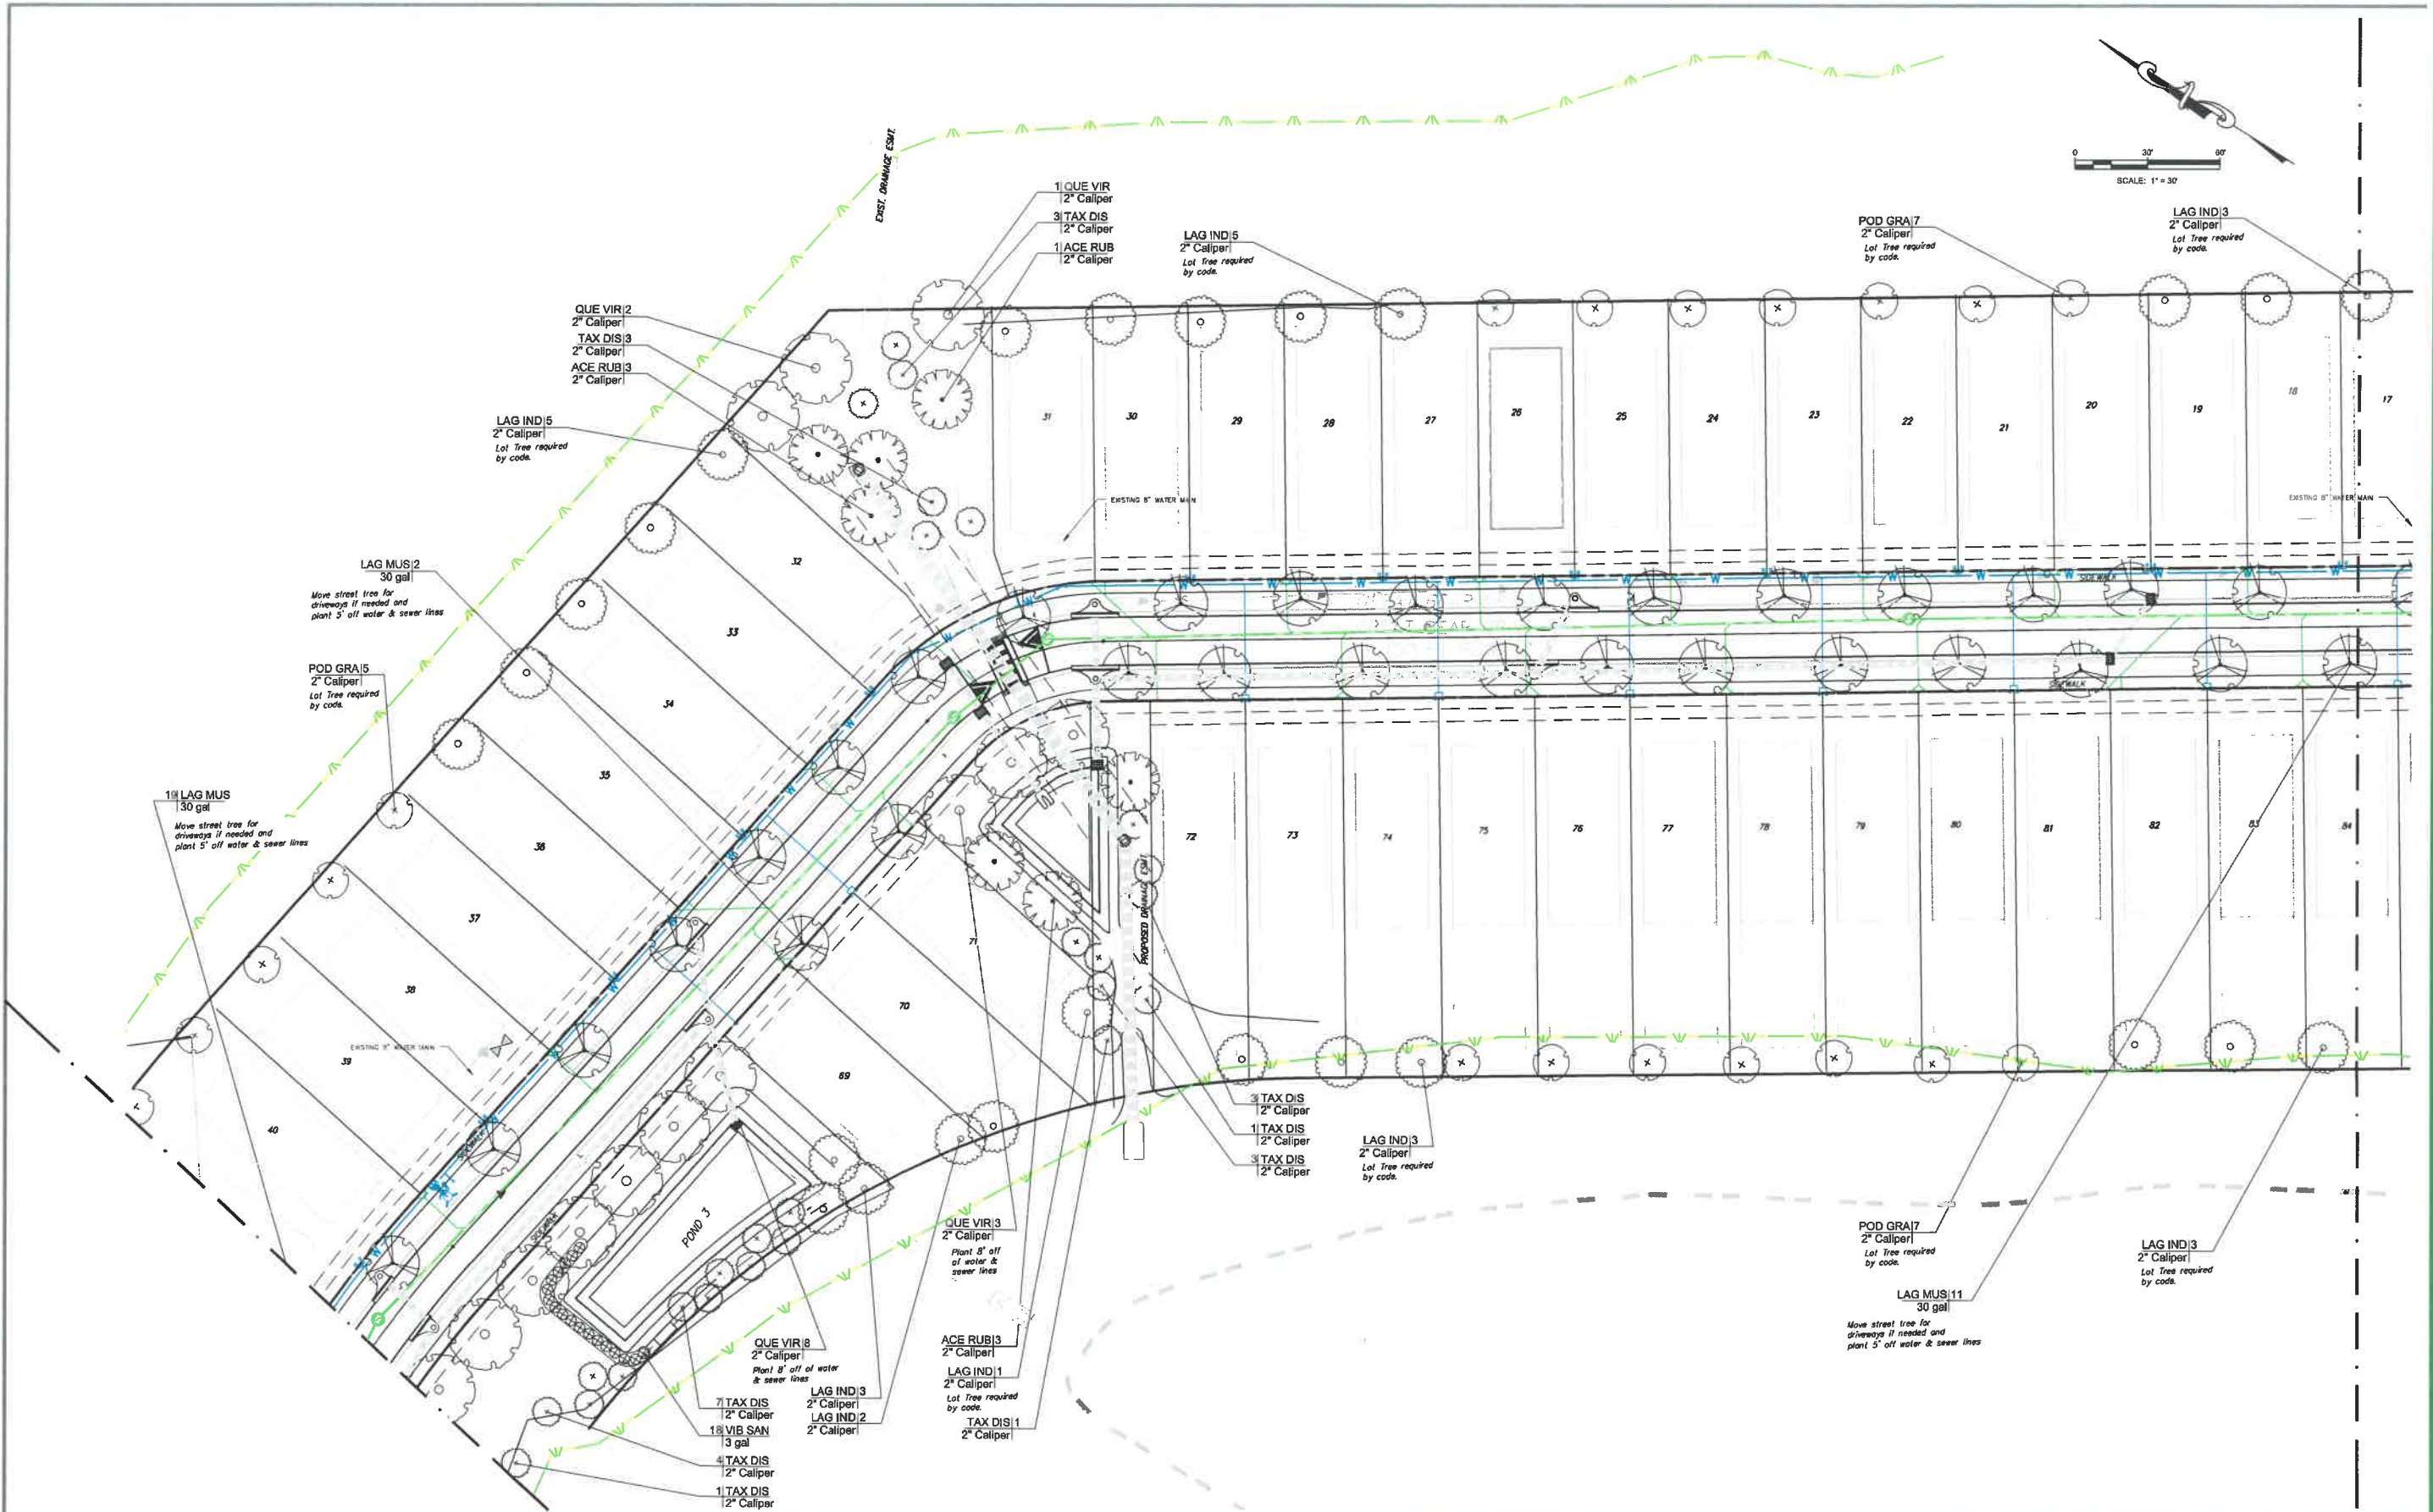 0 30' 60'
SCALE: 1" = 30'
EXIST. DRAINAGE ESMT.
1 QUE VIR
2" Caliper
3 TAX DIS
2" Caliper
1 ACE RUB
2" Caliper
LAG IND 5
2" Caliper
Lot Tree required
by code.
POD GRA 7
2" Caliper
Lot Tree required
by code.
LAG IND 3
2" Caliper
Lot Tree required
by code.
QUE VIR 2
2" Caliper
TAX DIS 3
2" Caliper
ACE RUB 3
2" Caliper
LAG IND 5
2" Caliper
Lot Tree required
by code.
31
30
29
28
27
26
25
24
23
22
21
20
19
18
17
EXISTING 8" WATER MAIN
EXISTING 8" WATER MAIN
LAG MUS 2
30 gal
Move street tree for
driveways if needed and
plant 5' off water & sewer lines
POD GRA 5
2" Caliper
Lot Tree required
by code.
19 LAG MUS
30 gal
Move street tree for
driveways if needed and
plant 5' off water & sewer lines
32
33
34
35
36
37
38
39
40
SIDEWALK
SIDEWALK
EXISTING 8" WATER MAIN
SIDEWALK
SIDEWALK
72
73
74
75
76
77
78
79
80
81
82
83
84
71
70
69
PROPOSED DRAINAGE ESMT.
POND 3
3 TAX DIS
2" Caliper
1 TAX DIS
2" Caliper
3 TAX DIS
2" Caliper
LAG IND 3
2" Caliper
Lot Tree required
by code.
QUE VIR 3
2" Caliper
Plant 8' off
of water &
sewer lines
ACE RUB 3
2" Caliper
LAG IND 1
2" Caliper
Lot Tree required
by code.
TAX DIS 1
2" Caliper
QUE VIR 8
2" Caliper
Plant 8' off of water
& sewer lines
LAG IND 3
2" Caliper
LAG IND 2
2" Caliper
7 TAX DIS
2" Caliper
18 VIB SAN
3 gal
4 TAX DIS
2" Caliper
1 TAX DIS
2" Caliper
POD GRA 7
2" Caliper
Lot Tree required
by code.
LAG MUS 11
30 gal
Move street tree for
driveways if needed and
plant 5' off water & sewer lines
LAG IND 3
2" Caliper
Lot Tree required
by code.